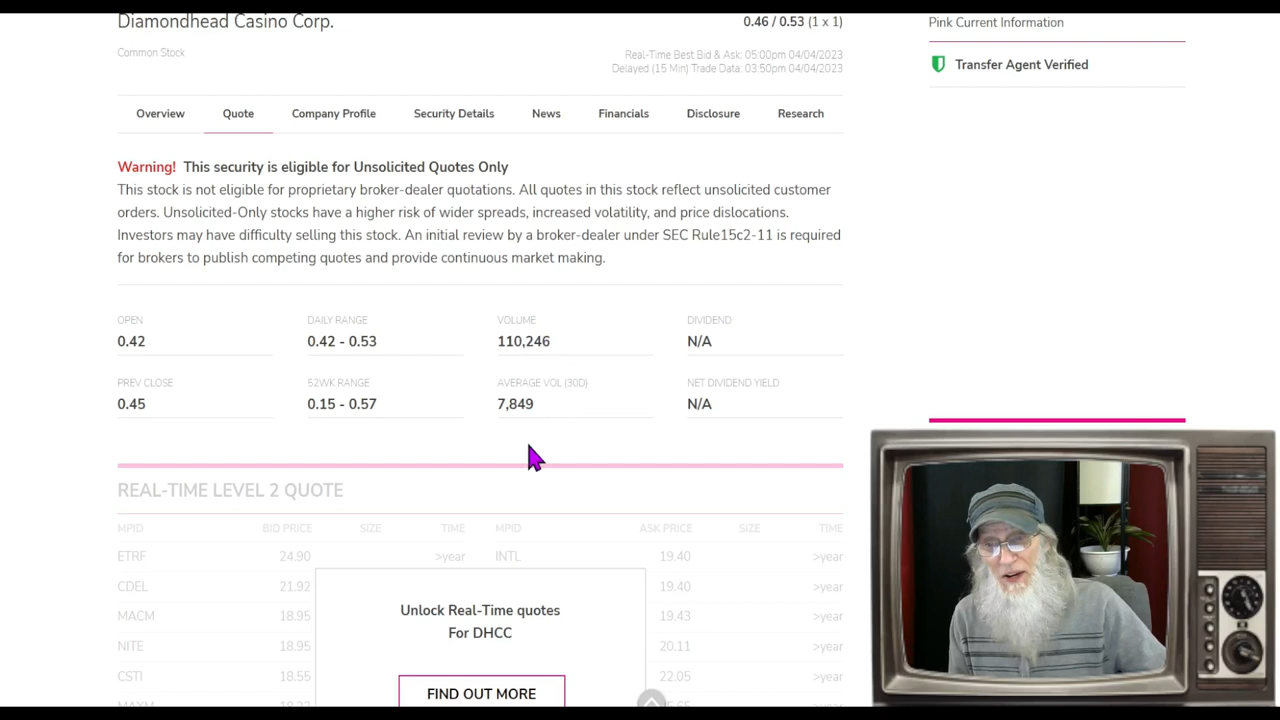 Diamondhead Casino Corp.
0.46 / 0.53 (1 x 1)
Pink Current Information
Common Stock
Real-Time Best Bid & Ask: 05:00pm 04/04/2023
Delayed (15 Min) Trade Data: 03:50pm 04/04/2023
Transfer Agent Verified
Overview Quote Company Profile Security Details News Financials Disclosure Research
Warning! This security is eligible for Unsolicited Quotes Only
This stock is not eligible for proprietary broker-dealer quotations. All quotes in this stock reflect unsolicited customer
orders. Unsolicited-Only stocks have a higher risk of wider spreads, increased volatility, and price dislocations.
Investors may have difficulty selling this stock. An initial review by a broker-dealer under SEC Rule15c2-11 is required
for brokers to publish competing quotes and provide continuous market making.
OPEN DAILY RANGE VOLUME DIVIDEND
0.42 0.42 - 0.53 110,246 N/A
PREV CLOSE 52WK RANGE AVERAGE VOL (30D) NET DIVIDEND YIELD
0.45 0.15 - 0.57 7,849 N/A
REAL-TIME LEVEL 2 QUOTE
MPID BID PRICE SIZE TIME MPID ASK PRICE SIZE TIME
ETRF 24.90 >year INTL 19.40 >year
CDEL 21.92 19.40 >year
MACM 18.95 19.43 >year
NITE 18.95 20.11 >year
CSTI 18.55 22.05 >year
Unlock Real-Time quotes
For DHCC
FIND OUT MORE